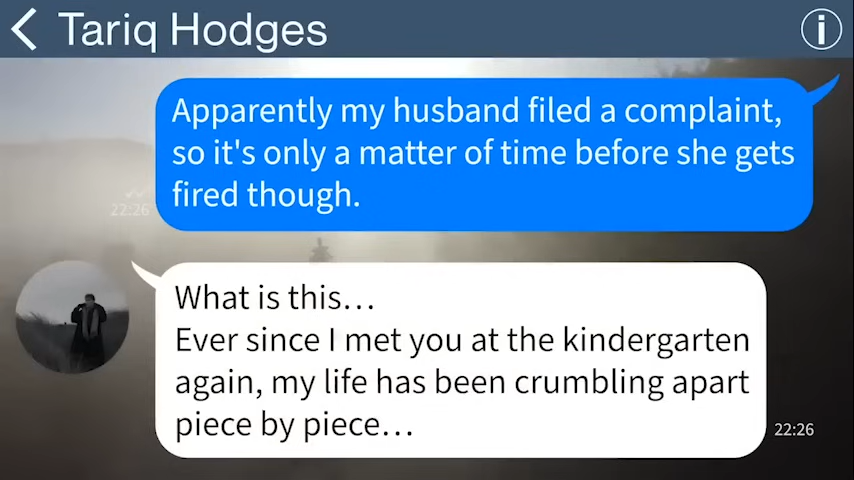 Tariq Hodges
Apparently my husband filed a complaint,
so it's only a matter of time before she gets
fired though.
22:26
What is this…
Ever since I met you at the kindergarten
again, my life has been crumbling apart
piece by piece…
22:26